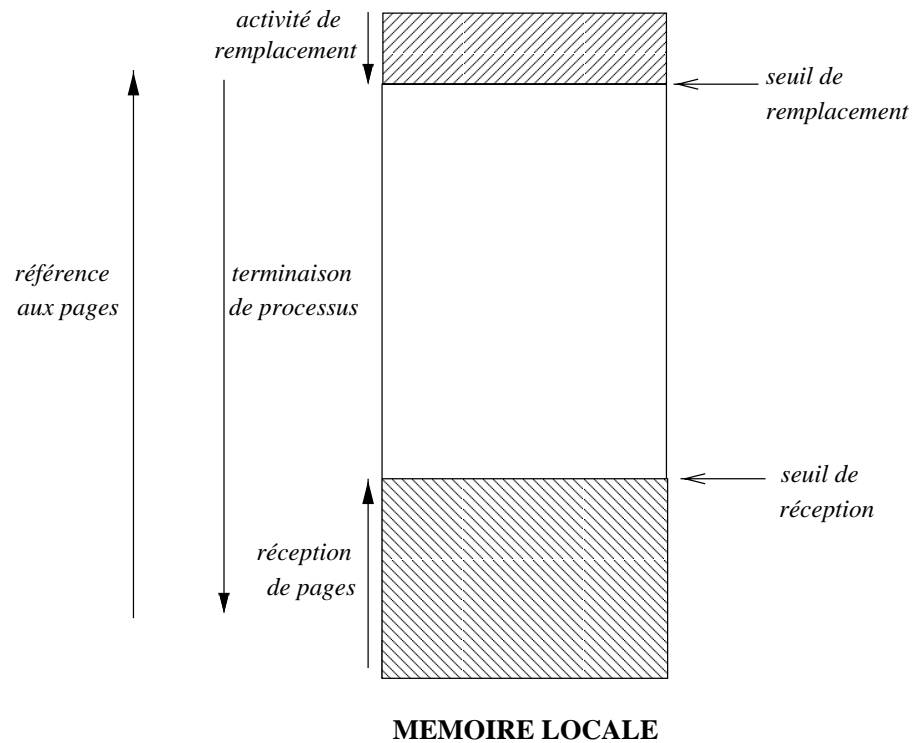 activité de
remplacement
seuil de
remplacement
référence
aux pages
terminaison
de processus
seuil de
réception
réception
de pages
MEMOIRE LOCALE